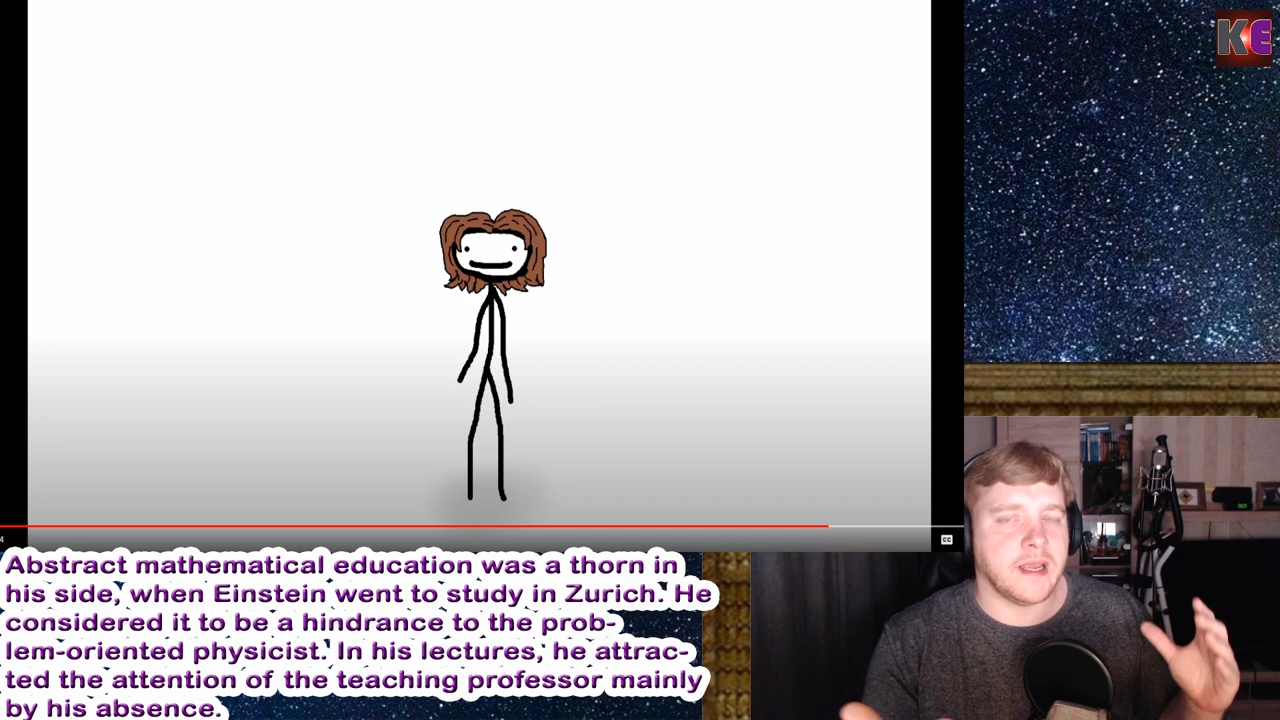 KE
4
CC
Abstract mathematical education was a thorn in
his side, when Einstein went to study in Zurich. He
considered it to be a hindrance to the prob-
lem-oriented physicist. In his lectures, he attrac-
ted the attention of the teaching professor mainly
by his absence.